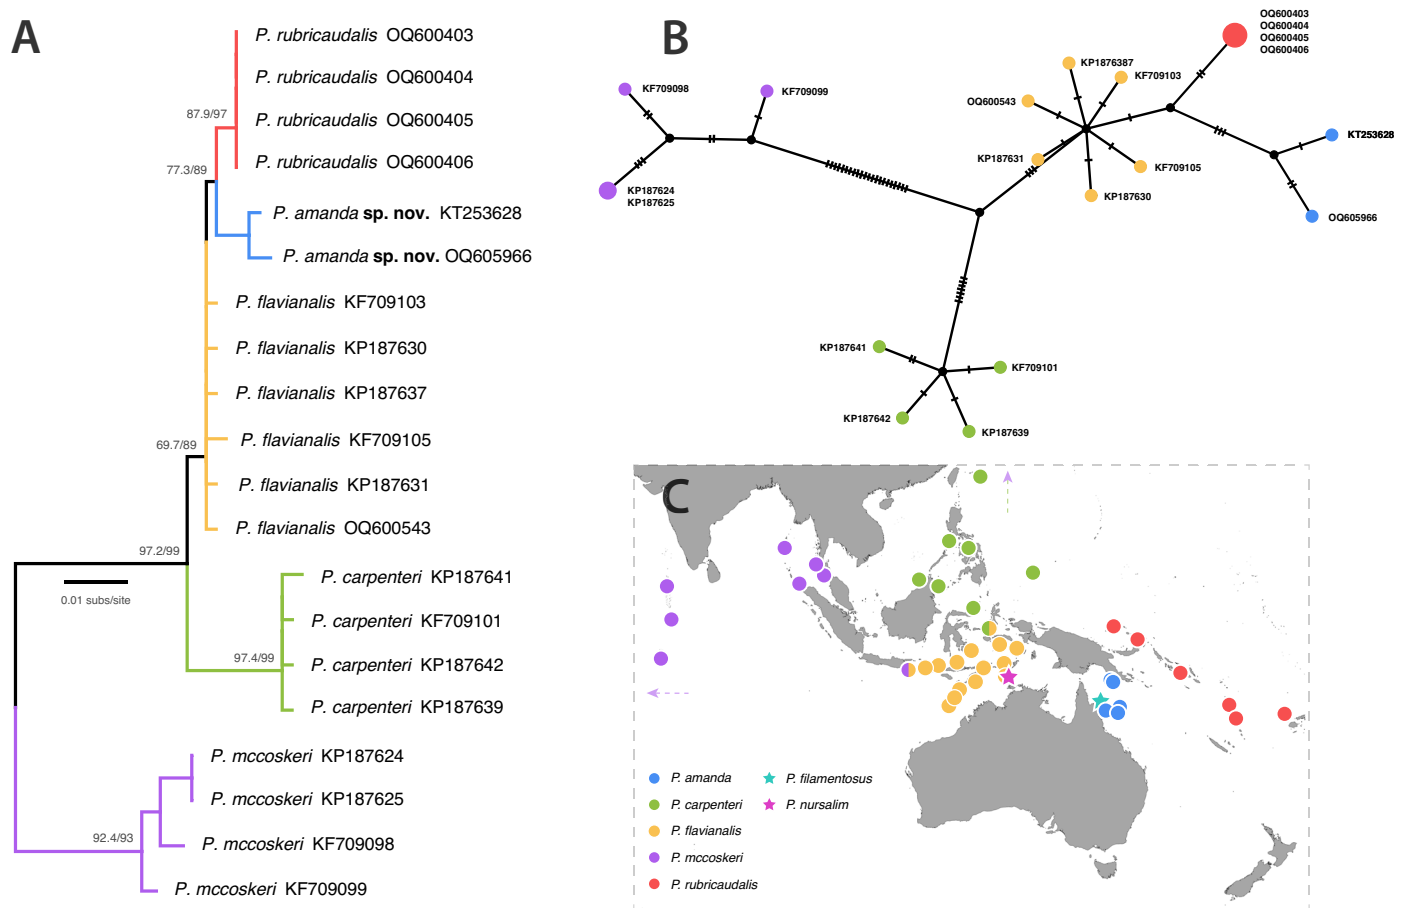 A
P. rubricaudalis OQ600403
P. rubricaudalis OQ600404
P. rubricaudalis OQ600405
P. rubricaudalis OQ600406
87.9/97
77.3/89
P. amanda sp. nov. KT253628
P. amanda sp. nov. OQ605966
P. flavianalis KF709103
P. flavianalis KP187630
P. flavianalis KP187637
P. flavianalis KF709105
69.7/89
P. flavianalis KP187631
P. flavianalis OQ600543
97.2/99
0.01 subs/site
P. carpenteri KP187641
P. carpenteri KF709101
97.4/99
P. carpenteri KP187642
P. carpenteri KP187639
P. mccoskeri KP187624
P. mccoskeri KP187625
92.4/93
P. mccoskeri KF709098
P. mccoskeri KF709099
B
OQ600403
OQ600404
OQ600405
OQ600406
KF709098
KF709099
KP187624
KP187625
KP1876387
KF709103
OQ600543
KP187631
KF709105
KP187630
KT253628
OQ605966
KP187641
KF709101
KP187642
KP187639
C
P. amanda
P. carpenteri
P. flavianalis
P. mccoskeri
P. rubricaudalis
P. filamentosus
P. nursalim